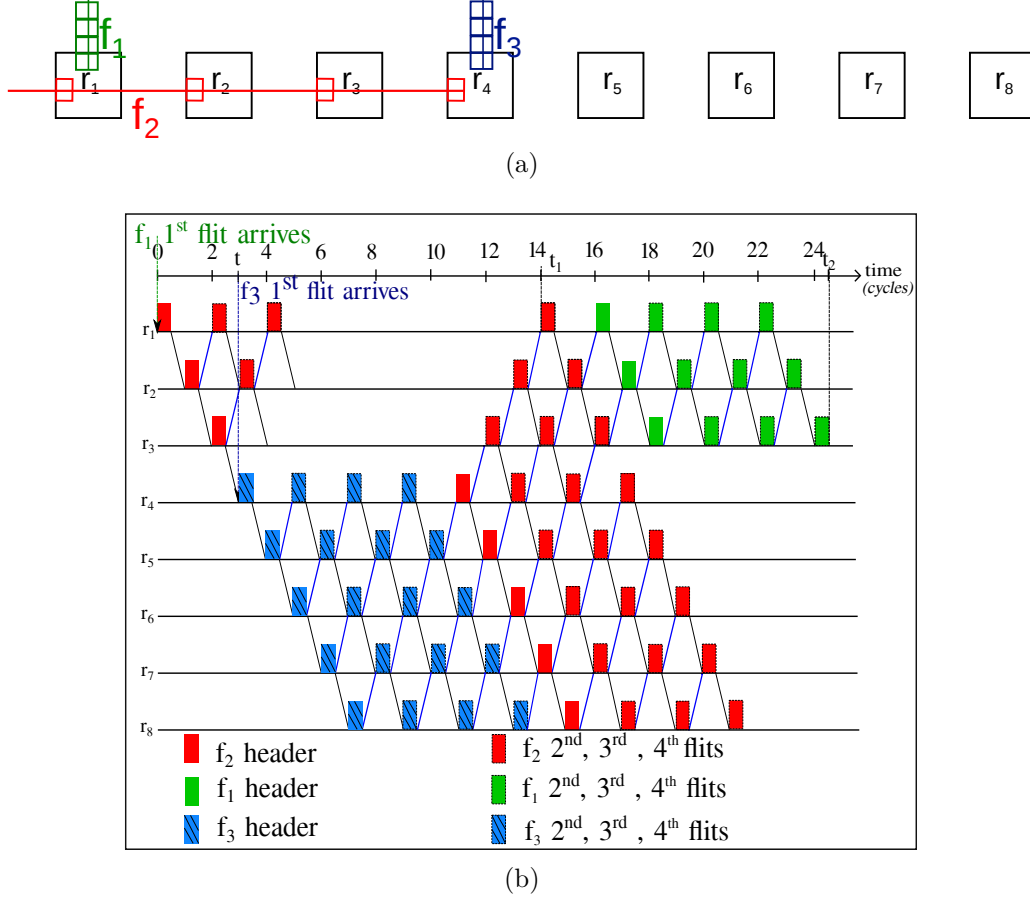 f₁ f₃
r₁ r₂ r₃ r₄ r₅ r₆ r₇ r₈
f₂
(a)
f₁ 1ˢᵗ flit arrives
0 2 t 4 6 8 10 12 14 t₁ 16 18 20 22 24 t₂
time
(cycles)
f₃ 1ˢᵗ flit arrives
r₁
r₂
r₃
r₄
r₅
r₆
r₇
r₈
f₂ header f₂ 2ⁿᵈ, 3ʳᵈ , 4ᵗʰ flits
f₁ header f₁ 2ⁿᵈ, 3ʳᵈ , 4ᵗʰ flits
f₃ header f₃ 2ⁿᵈ, 3ʳᵈ , 4ᵗʰ flits
(b)